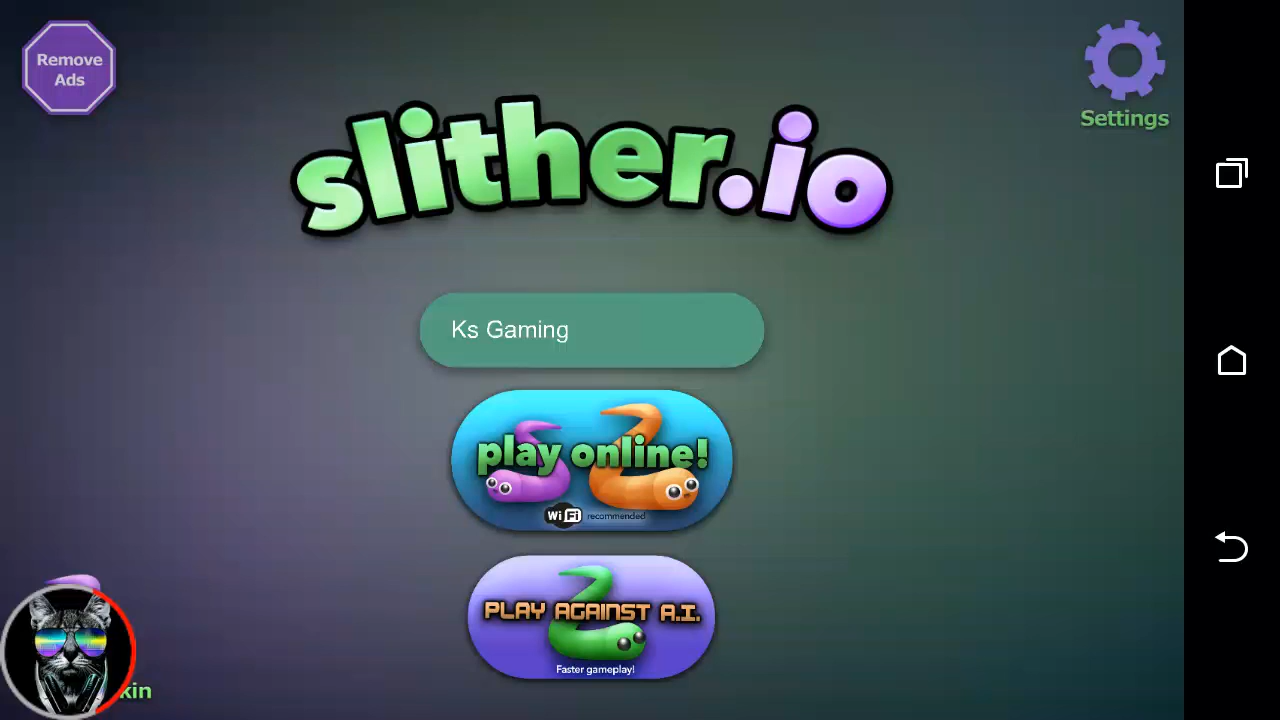 Remove
Ads
Settings
slither.io
Ks Gaming
play online!
WiFi recommended
PLAY AGAINST A.I.
Faster gameplay!
kin